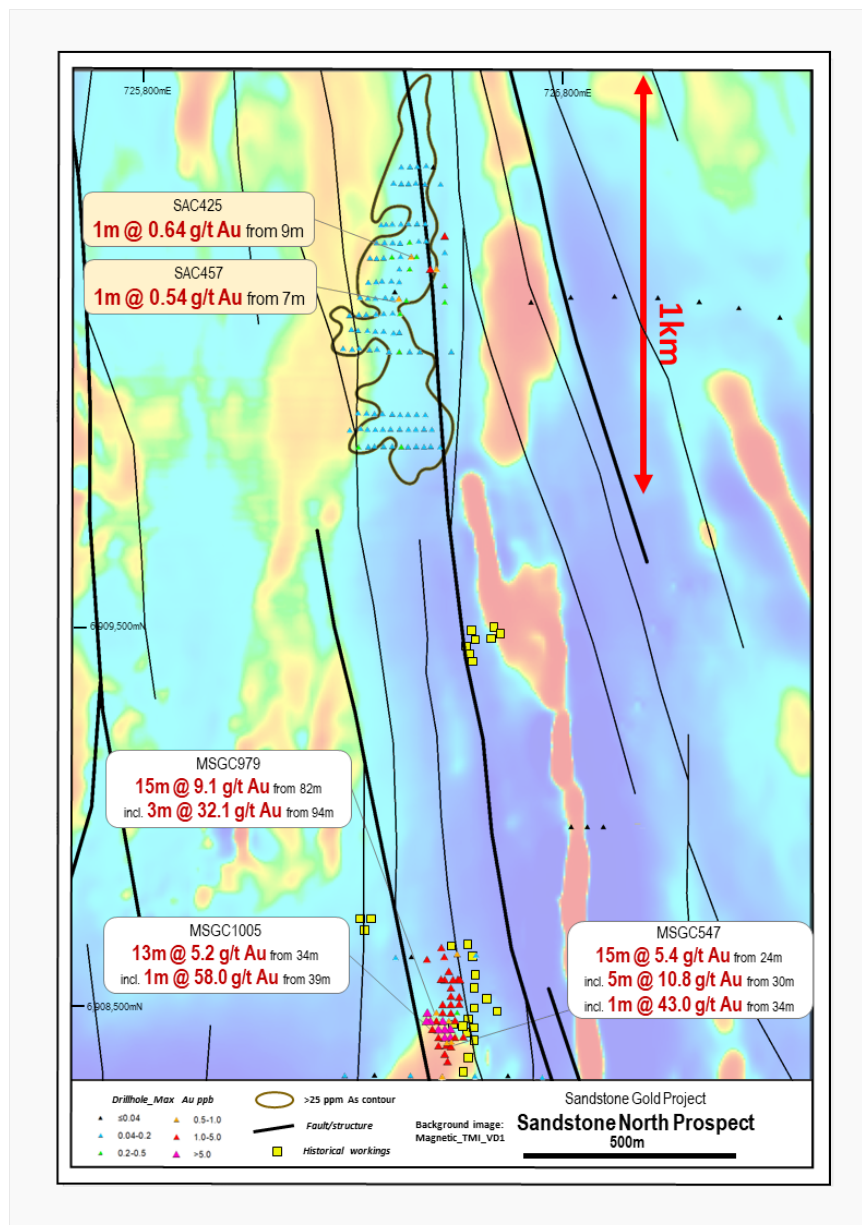 725,800mE
726,800mE
SAC425
1m @ 0.64 g/t Au from 9m
SAC457
1m @ 0.54 g/t Au from 7m
1km
6,909,500mN
MSGC979
15m @ 9.1 g/t Au from 82m
incl. 3m @ 32.1 g/t Au from 94m
MSGC1005
13m @ 5.2 g/t Au from 34m
incl. 1m @ 58.0 g/t Au from 39m
MSGC547
15m @ 5.4 g/t Au from 24m
incl. 5m @ 10.8 g/t Au from 30m
incl. 1m @ 43.0 g/t Au from 34m
6,908,500mN
Drillhole_Max Au ppb
≤0.04
0.04-0.2
0.2-0.5
0.5-1.0
1.0-5.0
>5.0
>25 ppm As contour
Fault/structure
Historical workings
Background image:
Magnetic_TMI_VD1
Sandstone Gold Project
Sandstone North Prospect
500m